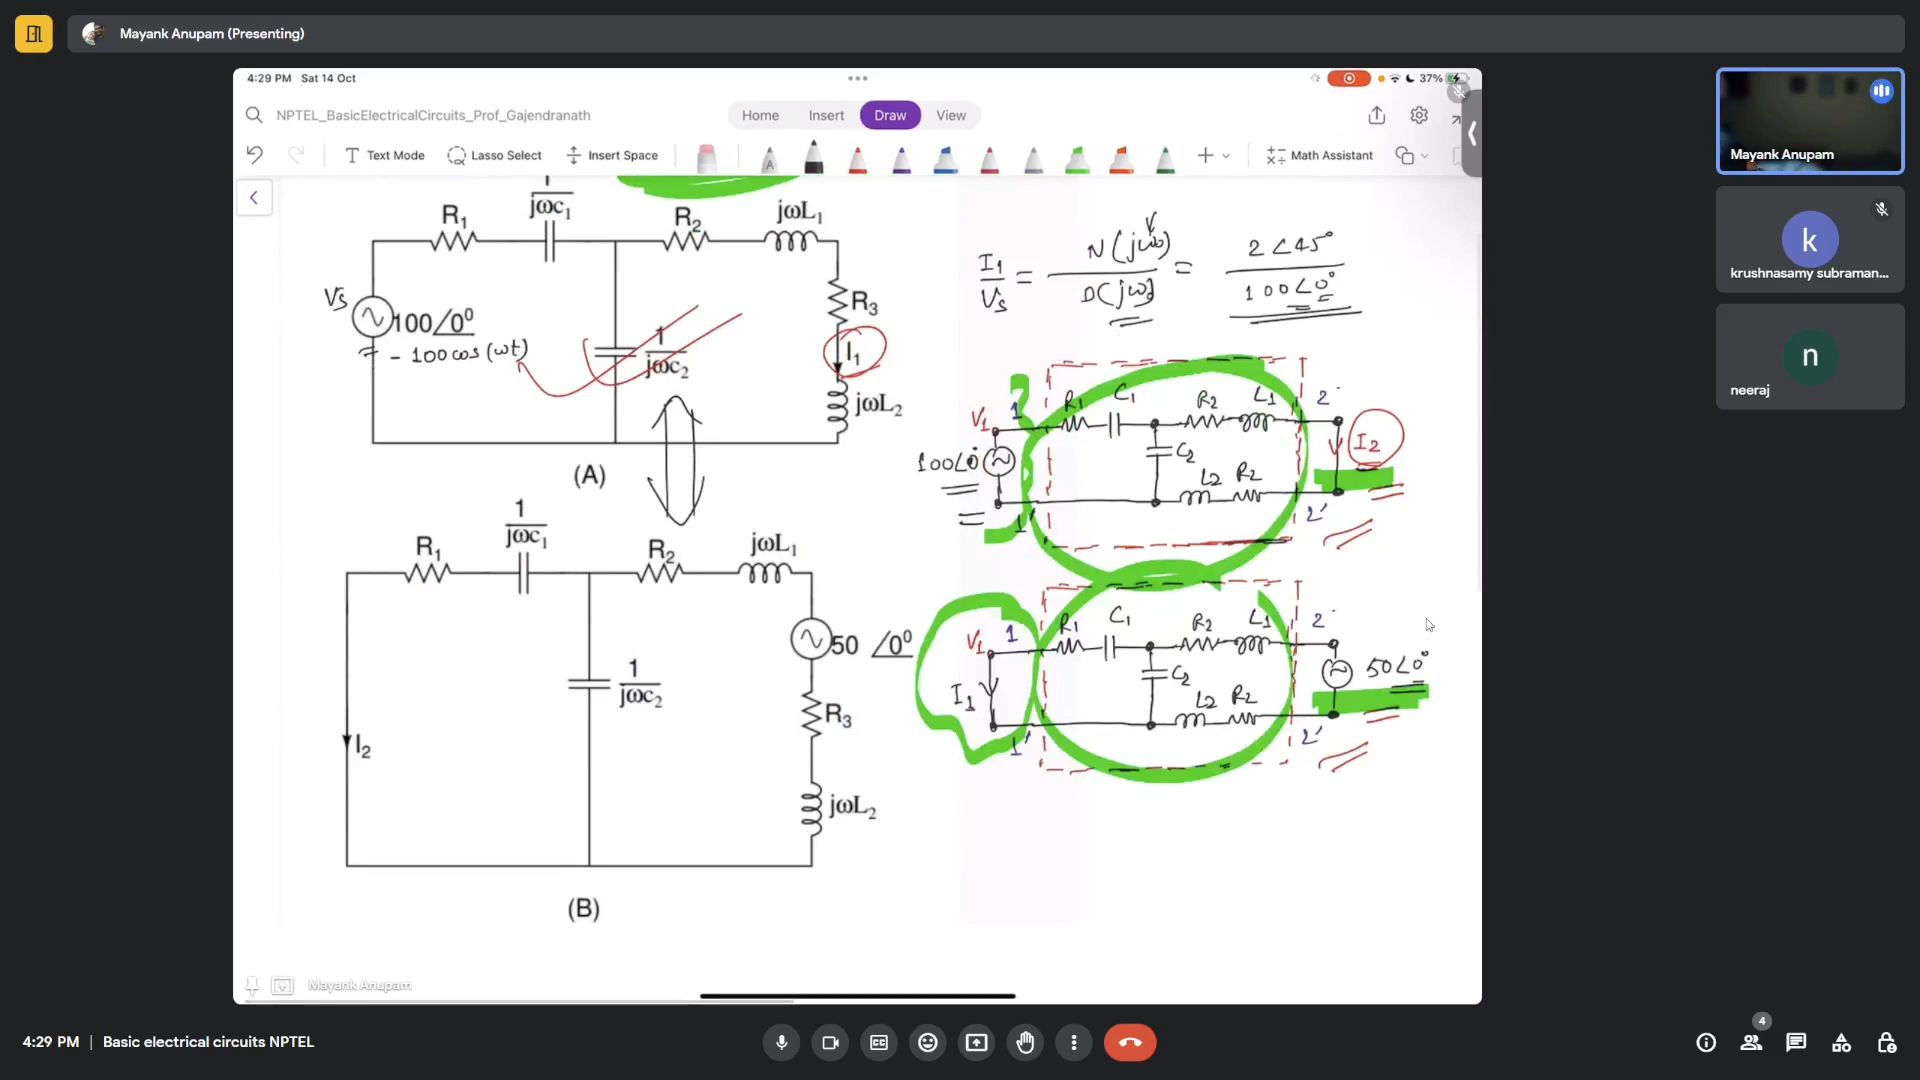 Mayank Anupam (Presenting)
4:29 PM Sat 14 Oct
37%
NPTEL_BasicElectricalCircuits_Prof_Gajendranath
Home Insert Draw View
Text Mode Lasso Select Insert Space Math Assistant
R₁
jωc₁
R₂
jωL₁
Vs
100∠0⁰
= - 100 cos(ωt)
1
jωc₂
R₃
I₁
jωL₂
(A)
1
jωc₁
R₁
R₂
jωL₁
50 ∠0⁰
1
jωc₂
R₃
I₂
jωL₂
(B)
I₁ / Vs = N(jω) / D(jω) = 2∠45° / 100∠0°
V₁ 1 R₁ C₁ R₂ L₁ 2
100∠0° C₂ I₂
L₂ R₂
1' 2'
V₁ 1 R₁ C₁ R₂ L₁ 2
I₁ C₂ 50∠0°
L₂ R₂
1' 2'
Mayank Anupam
Mayank Anupam
k
krushnasamy subraman...
n
neeraj
4:29 PM | Basic electrical circuits NPTEL
4